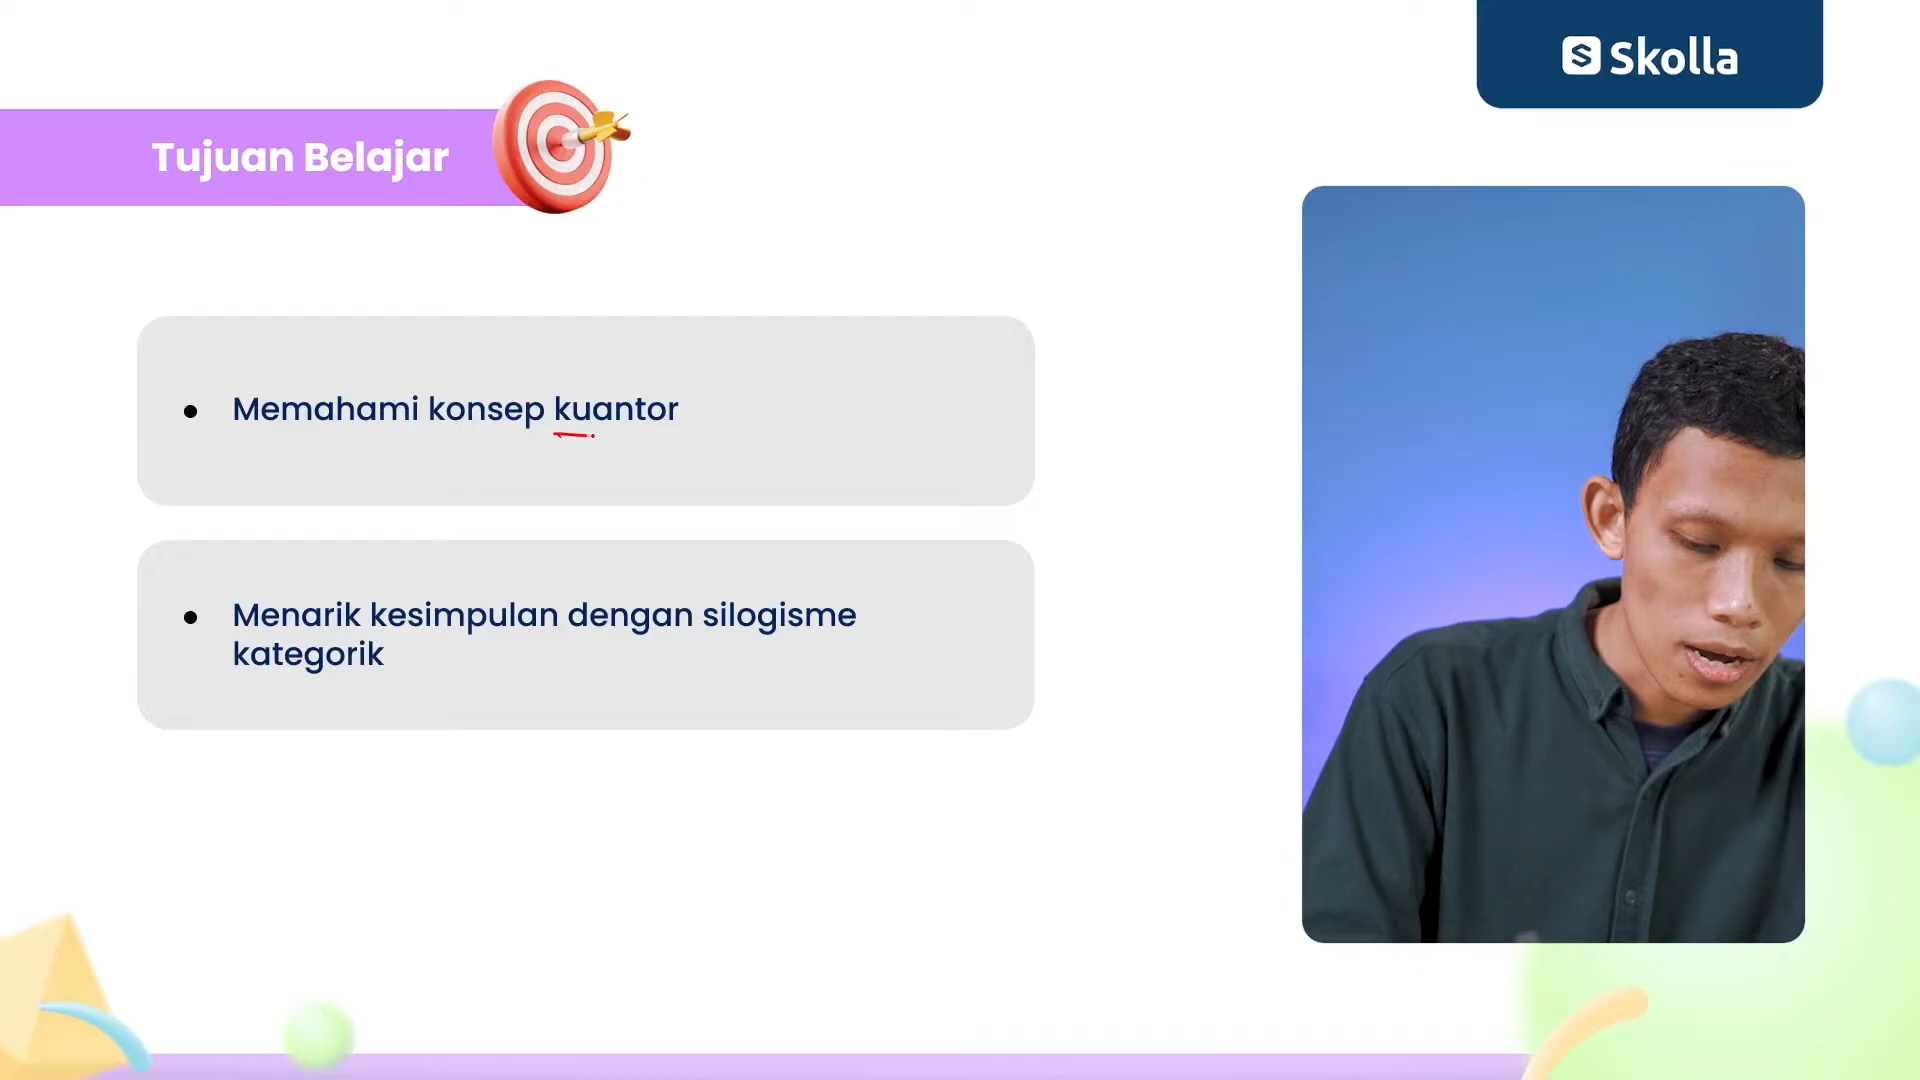 Skolla
Tujuan Belajar
• Memahami konsep kuantor
• Menarik kesimpulan dengan silogisme
kategorik